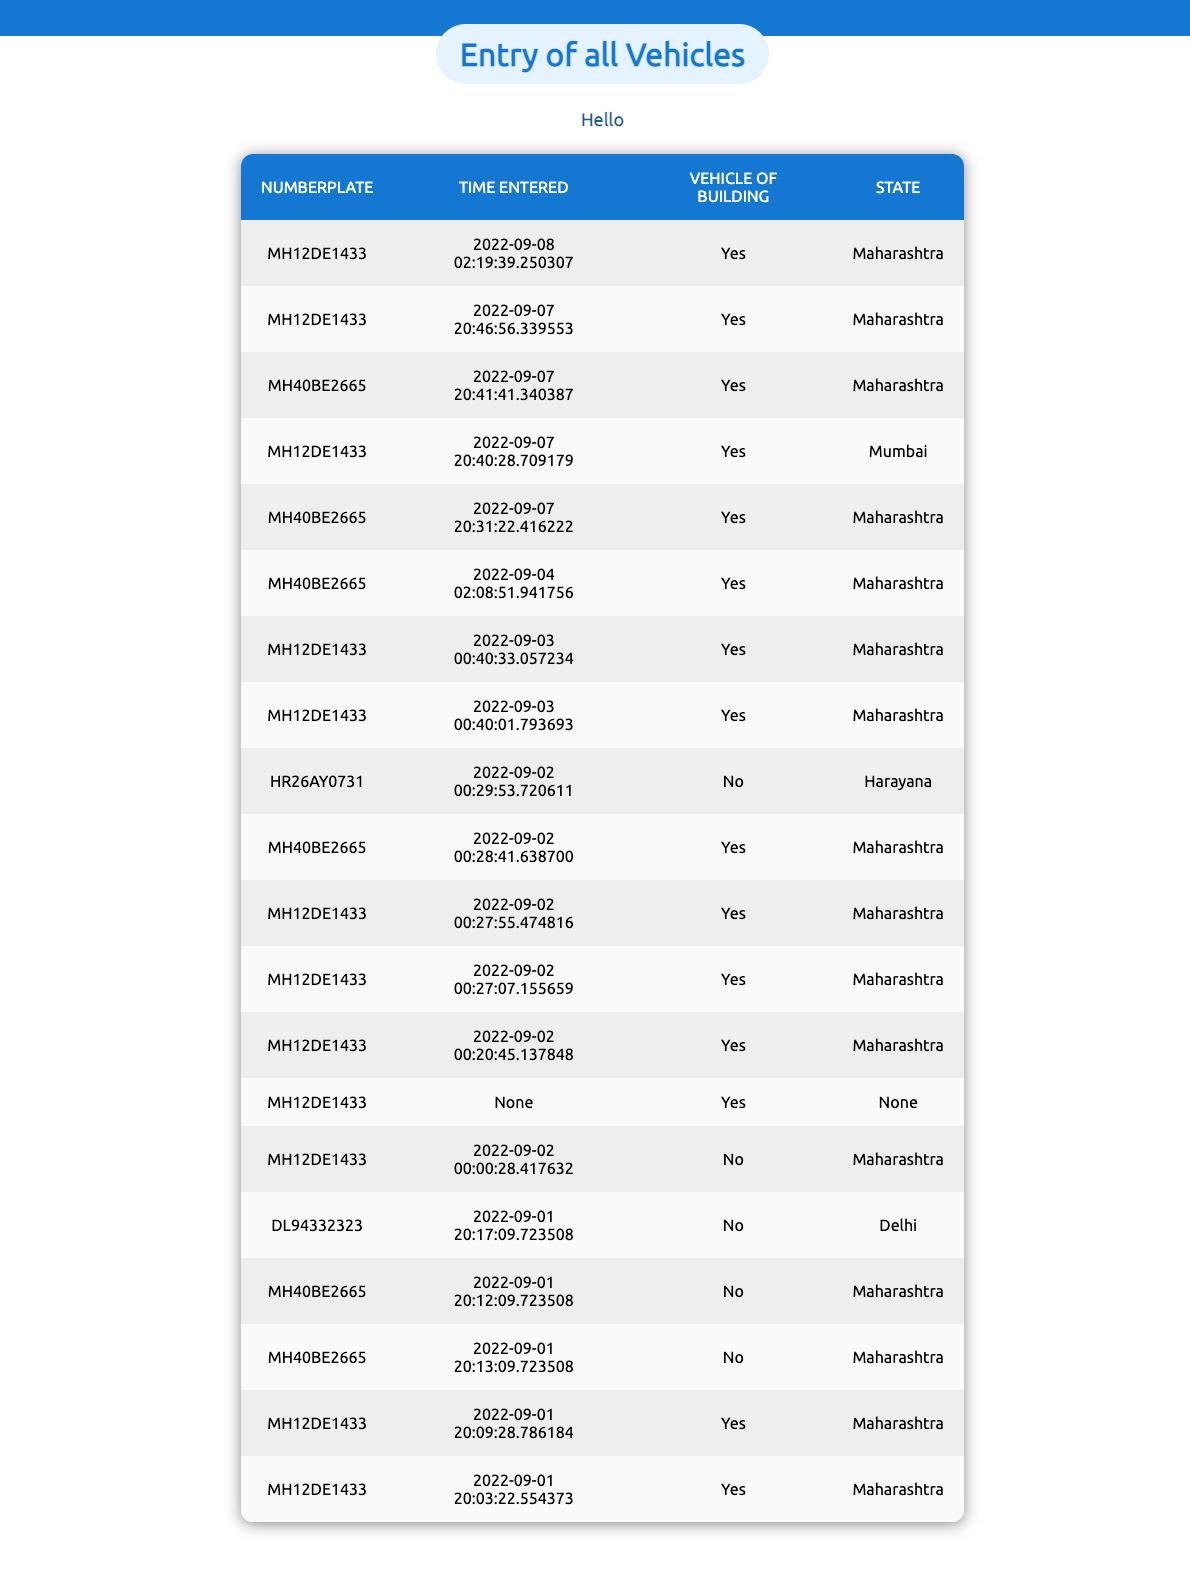 Entry of all Vehicles
Hello
NUMBERPLATE TIME ENTERED VEHICLE OF BUILDING STATE
MH12DE1433 2022-09-08 02:19:39.250307 Yes Maharashtra
MH12DE1433 2022-09-07 20:46:56.339553 Yes Maharashtra
MH40BE2665 2022-09-07 20:41:41.340387 Yes Maharashtra
MH12DE1433 2022-09-07 20:40:28.709179 Yes Mumbai
MH40BE2665 2022-09-07 20:31:22.416222 Yes Maharashtra
MH40BE2665 2022-09-04 02:08:51.941756 Yes Maharashtra
MH12DE1433 2022-09-03 00:40:33.057234 Yes Maharashtra
MH12DE1433 2022-09-03 00:40:01.793693 Yes Maharashtra
HR26AY0731 2022-09-02 00:29:53.720611 No Harayana
MH40BE2665 2022-09-02 00:28:41.638700 Yes Maharashtra
MH12DE1433 2022-09-02 00:27:55.474816 Yes Maharashtra
MH12DE1433 2022-09-02 00:27:07.155659 Yes Maharashtra
MH12DE1433 2022-09-02 00:20:45.137848 Yes Maharashtra
MH12DE1433 None Yes None
MH12DE1433 2022-09-02 00:00:28.417632 No Maharashtra
DL94332323 2022-09-01 20:17:09.723508 No Delhi
MH40BE2665 2022-09-01 20:12:09.723508 No Maharashtra
MH40BE2665 2022-09-01 20:13:09.723508 No Maharashtra
MH12DE1433 2022-09-01 20:09:28.786184 Yes Maharashtra
MH12DE1433 2022-09-01 20:03:22.554373 Yes Maharashtra